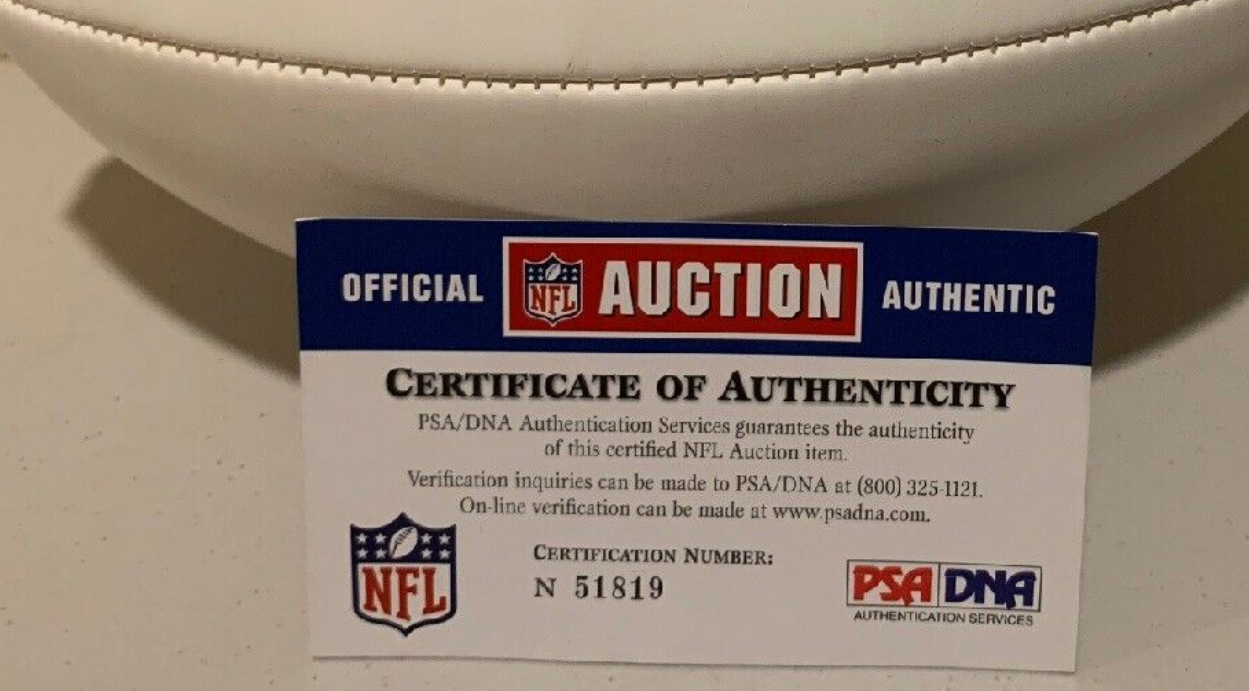 OFFICIAL NFL AUCTION AUTHENTIC
CERTIFICATE OF AUTHENTICITY
PSA/DNA Authentication Services guarantees the authenticity
of this certified NFL Auction item.
Verification inquiries can be made to PSA/DNA at (800) 325-1121.
On-line verification can be made at www.psadna.com.
NFL
CERTIFICATION NUMBER:
N 51819
PSA DNA
AUTHENTICATION SERVICES